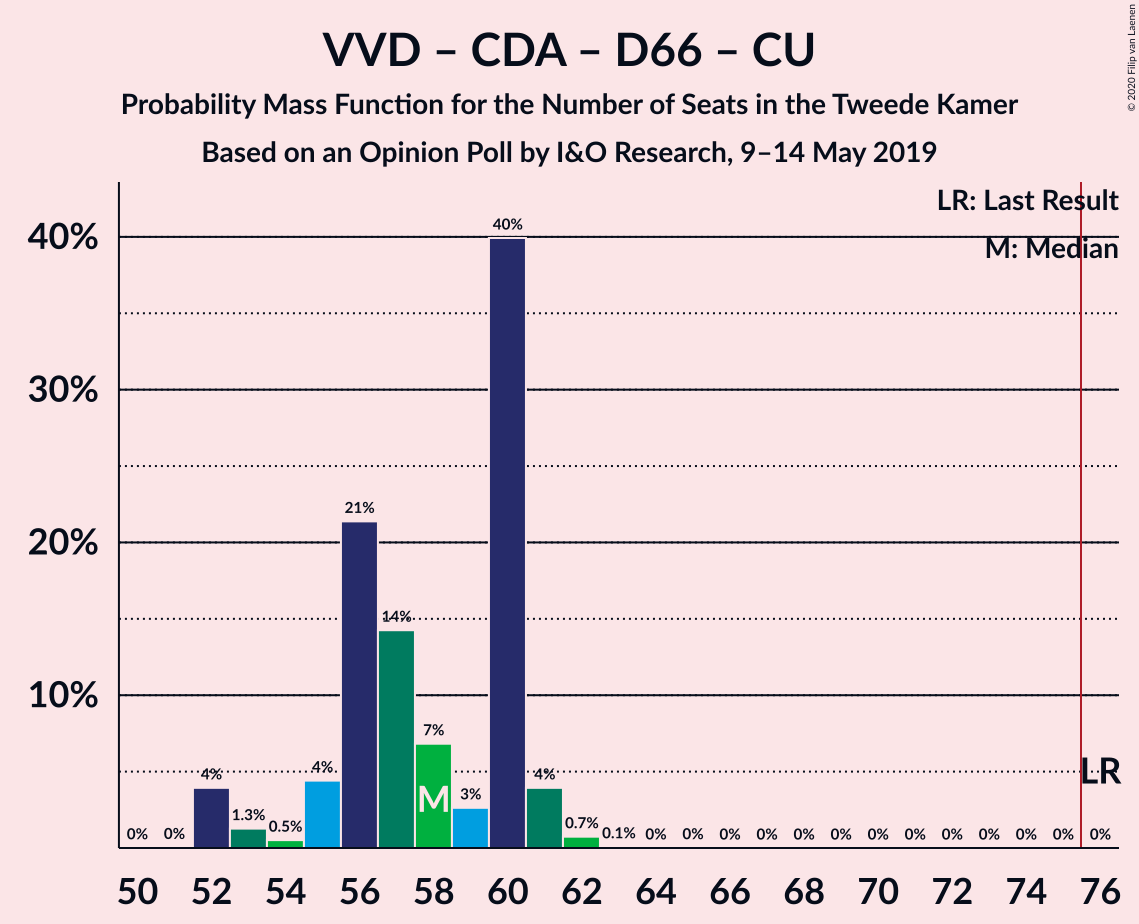 © 2020 Filip van Laenen
VVD – CDA – D66 – CU
Probability Mass Function for the Number of Seats in the Tweede Kamer
Based on an Opinion Poll by I&O Research, 9–14 May 2019
LR: Last Result
M: Median
40%
30%
20%
10%
0% 0% 4% 1.3% 0.5% 4% 21% 14% 7% 3% 40% 4% 0.7% 0.1% 0% 0% 0% 0% 0% 0% 0% 0% 0% 0% 0% 0% 0%
M
LR
50 52 54 56 58 60 62 64 66 68 70 72 74 76